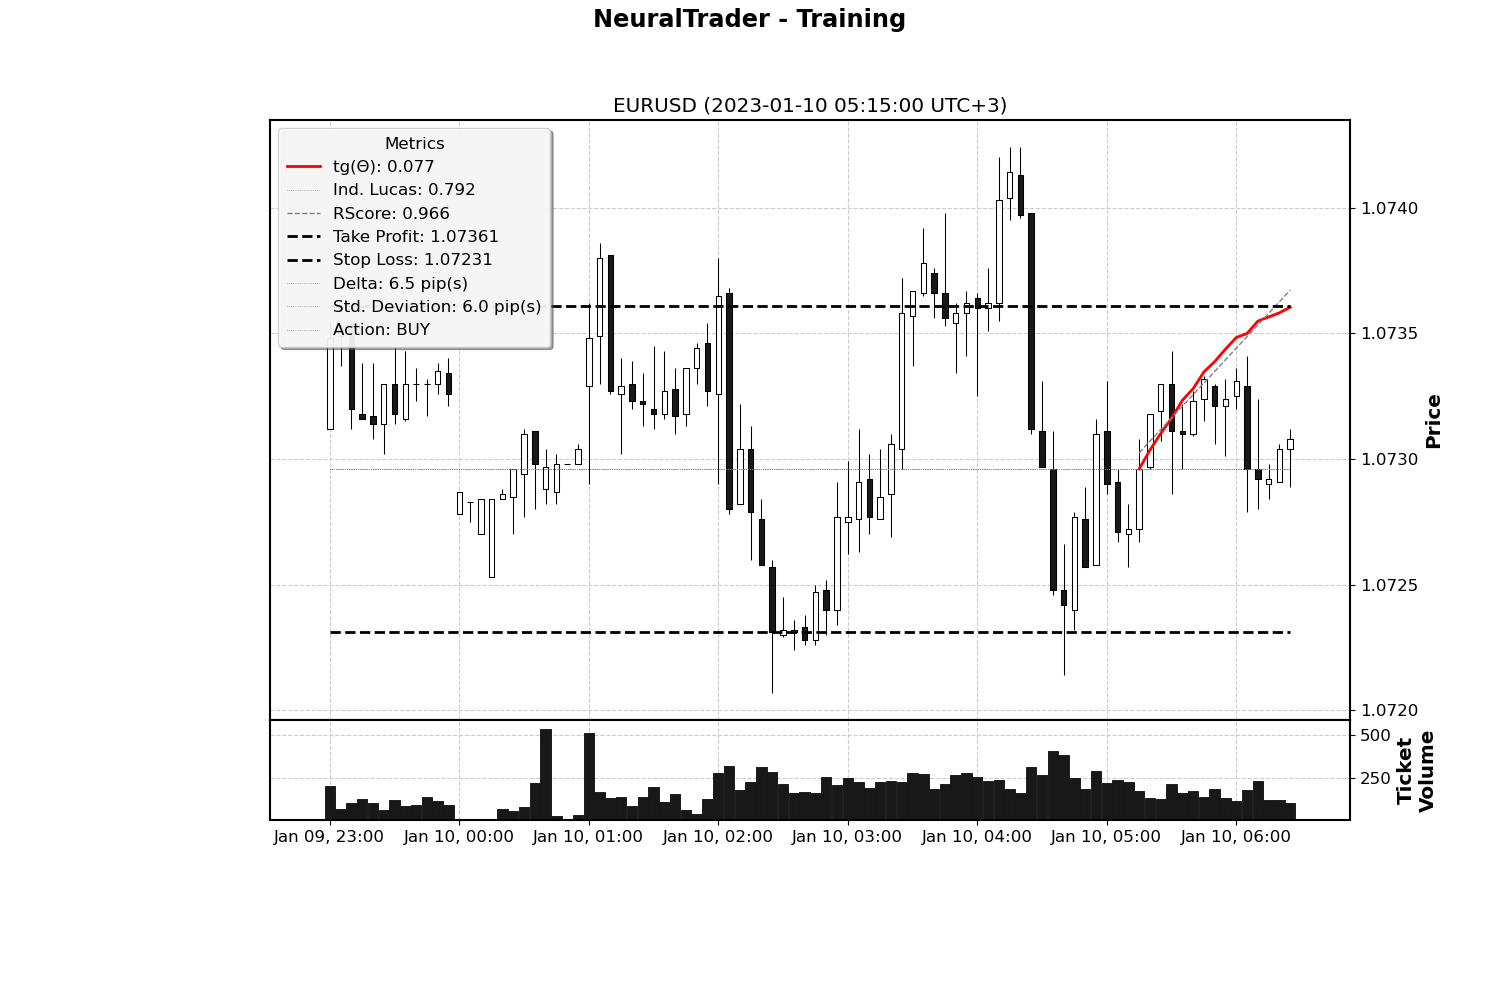 NeuralTrader - Training
EURUSD (2023-01-10 05:15:00 UTC+3)
Metrics
tg(Θ): 0.077
Ind. Lucas: 0.792
RScore: 0.966
Take Profit: 1.07361
Stop Loss: 1.07231
Delta: 6.5 pip(s)
Std. Deviation: 6.0 pip(s)
Action: BUY
1.0740
1.0735
1.0730
1.0725
1.0720
Price
500
250
Ticket
Volume
Jan 09, 23:00
Jan 10, 00:00
Jan 10, 01:00
Jan 10, 02:00
Jan 10, 03:00
Jan 10, 04:00
Jan 10, 05:00
Jan 10, 06:00